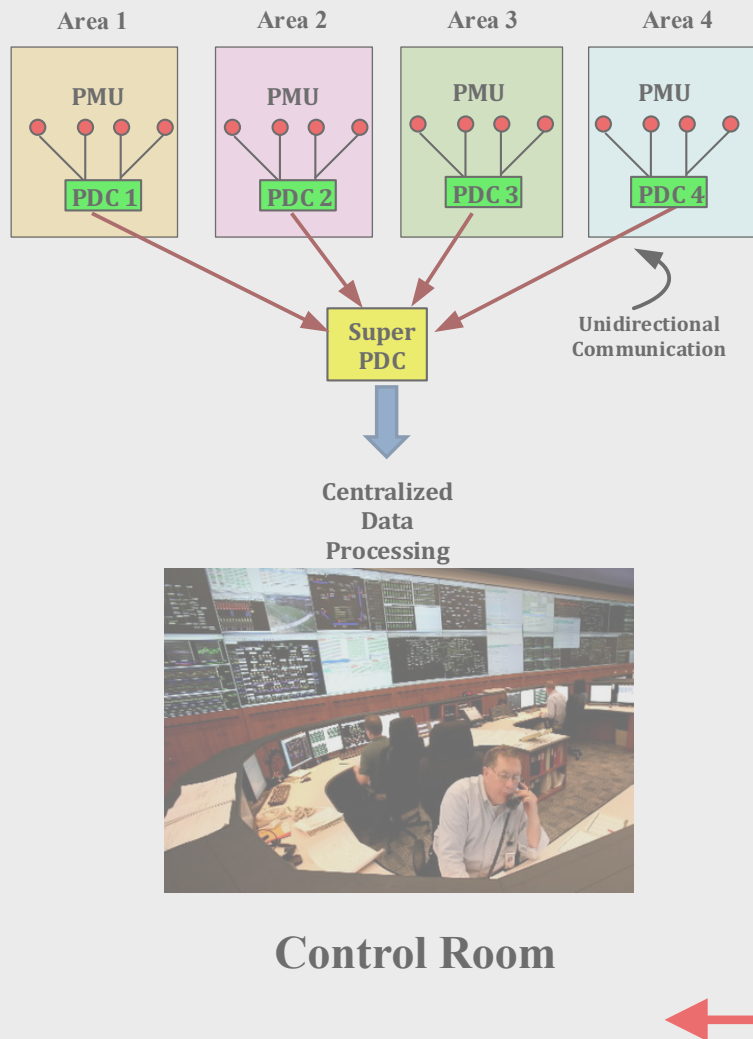 Area 1
Area 2
Area 3
Area 4
PMU
PMU
PMU
PMU
PDC 1
PDC 2
PDC 3
PDC 4
Super
PDC
Unidirectional
Communication
Centralized
Data
Processing
Control Room